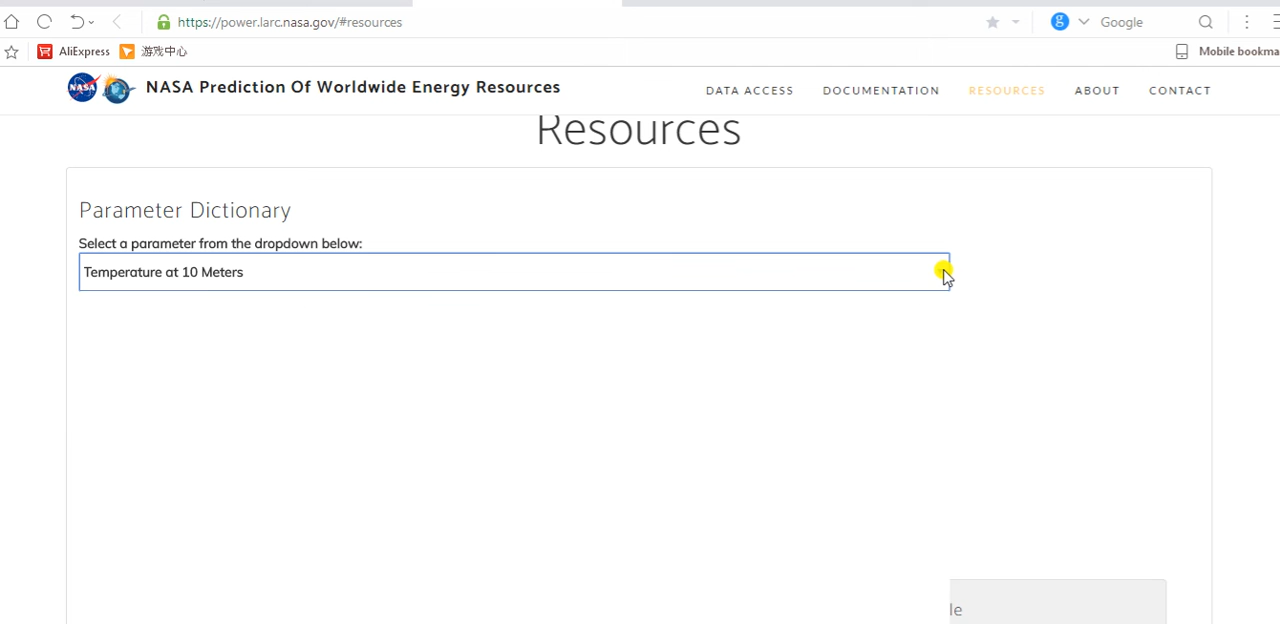 https://power.larc.nasa.gov/#resources
Google
AliExpress
游戏中心
Mobile bookma
NASA
NASA Prediction Of Worldwide Energy Resources
DATA ACCESS
DOCUMENTATION
RESOURCES
ABOUT
CONTACT
Resources
Parameter Dictionary
Select a parameter from the dropdown below:
Temperature at 10 Meters
le